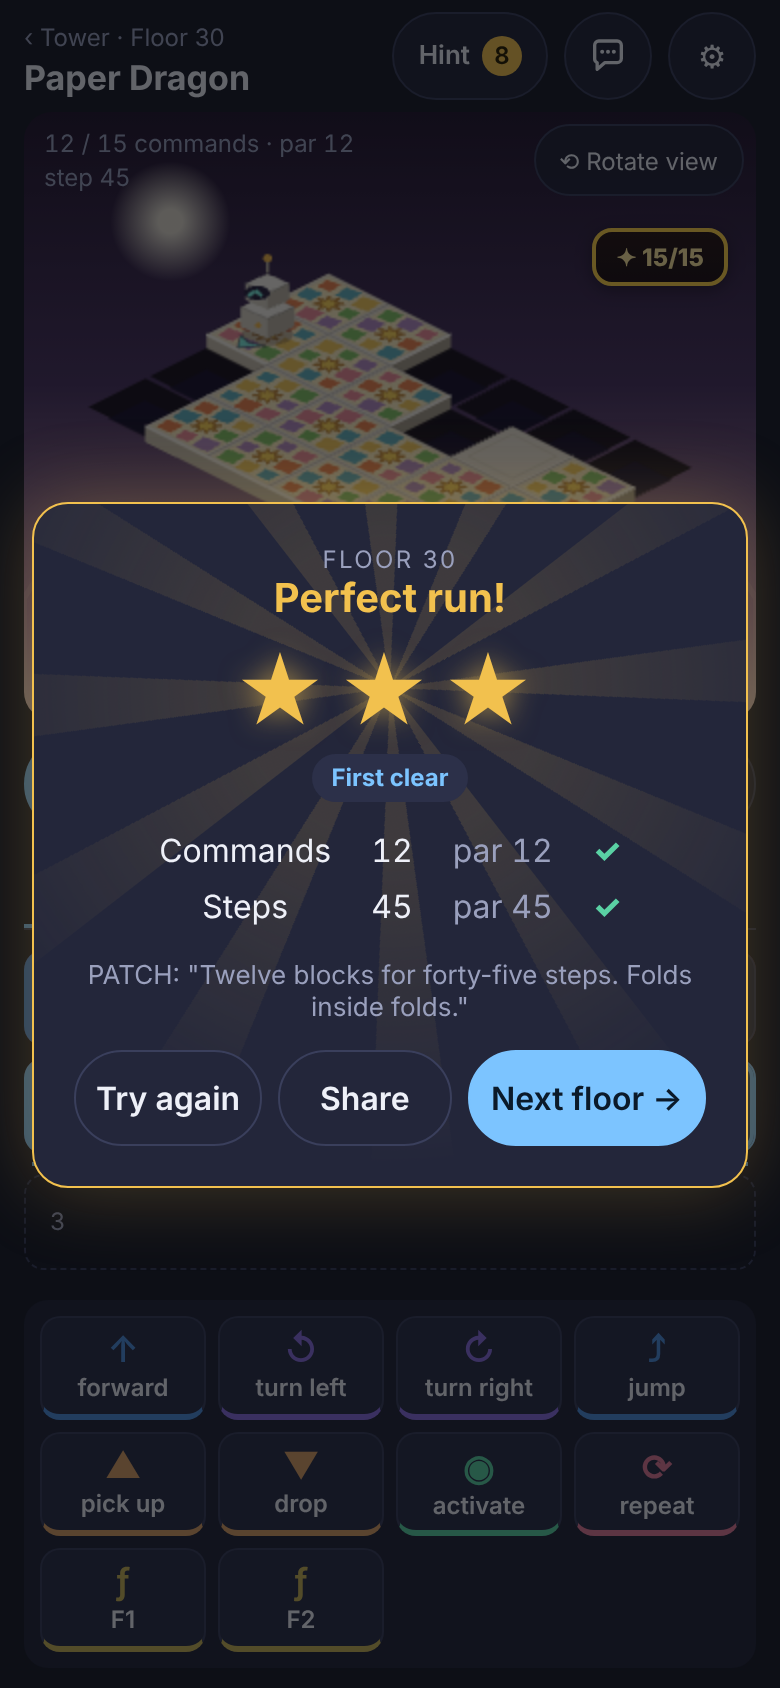 ‹ Tower · Floor 30
Paper Dragon
Hint 8
12 / 15 commands · par 12
step 45
⟲ Rotate view
✦ 15/15
FLOOR 30
Perfect run!
First clear
Commands 12 par 12 ✓
Steps 45 par 45 ✓
PATCH: "Twelve blocks for forty-five steps. Folds
inside folds."
Try again
Share
Next floor →
3
forward
turn left
turn right
jump
pick up
drop
activate
repeat
ƒ
F1
ƒ
F2